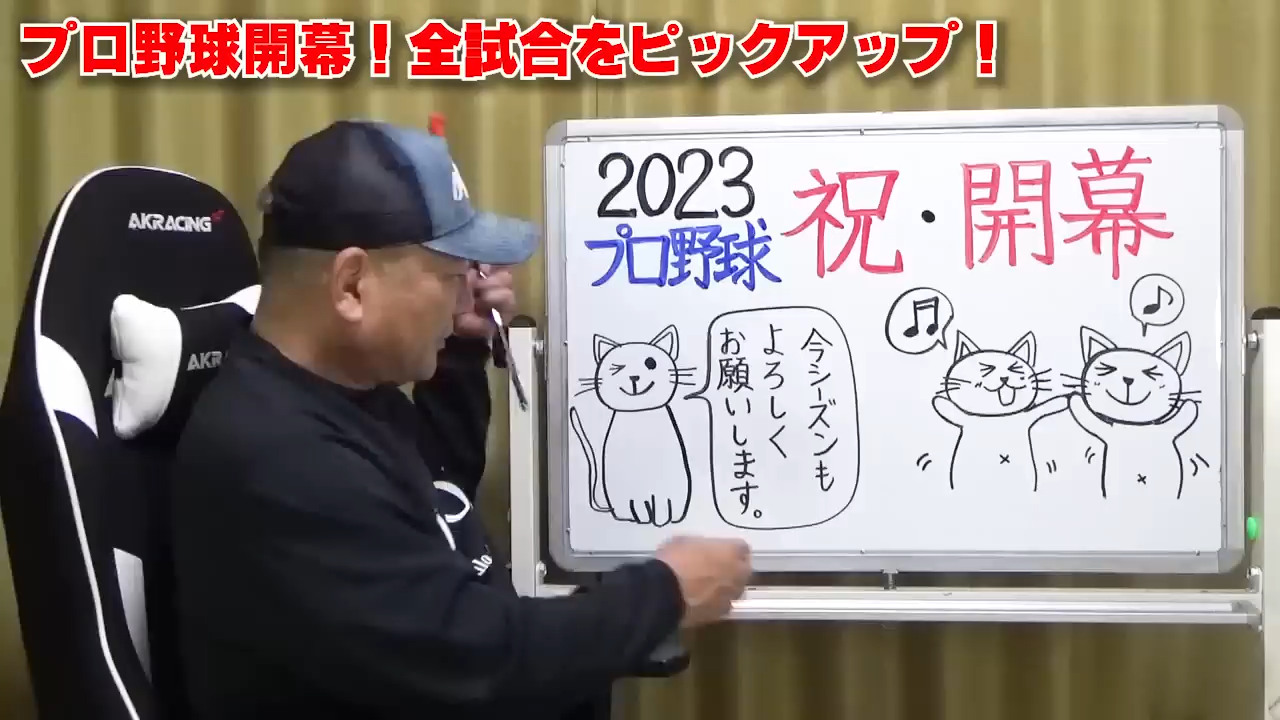 プロ野球開幕！全試合をピックアップ！
2023
プロ野球
祝・開幕
今シーズンも
よろしく
お願いします。
AKRACING
AKR